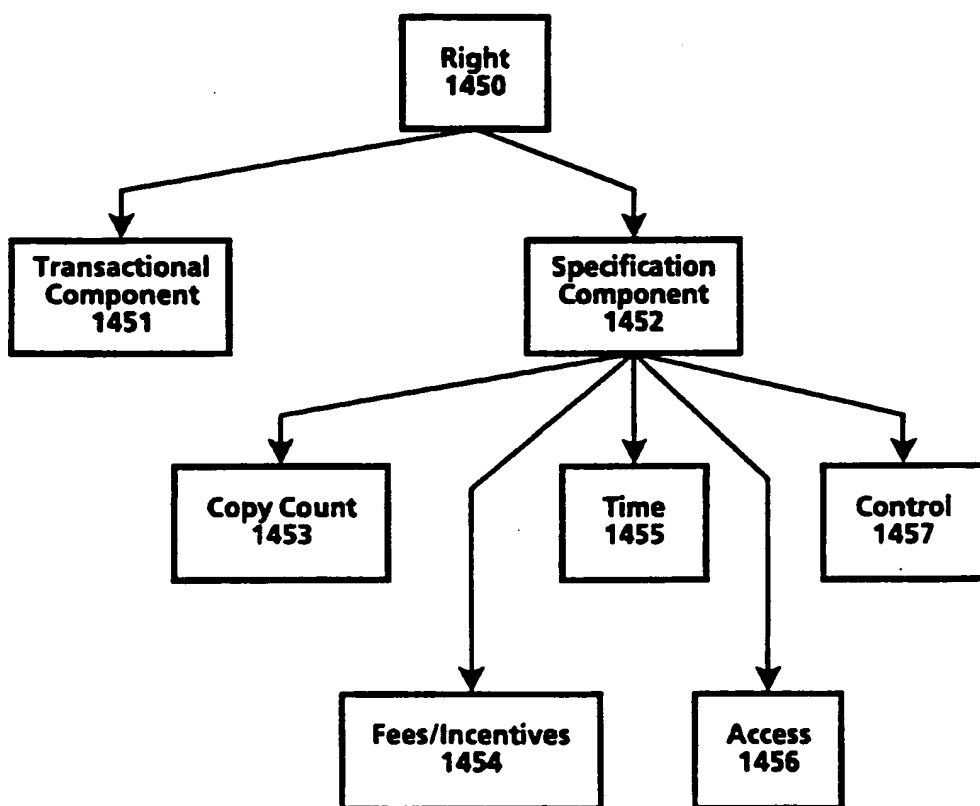 Right
1450
Transactional
Component
1451
Specification
Component
1452
Copy Count
1453
Time
1455
Control
1457
Fees/Incentives
1454
Access
1456